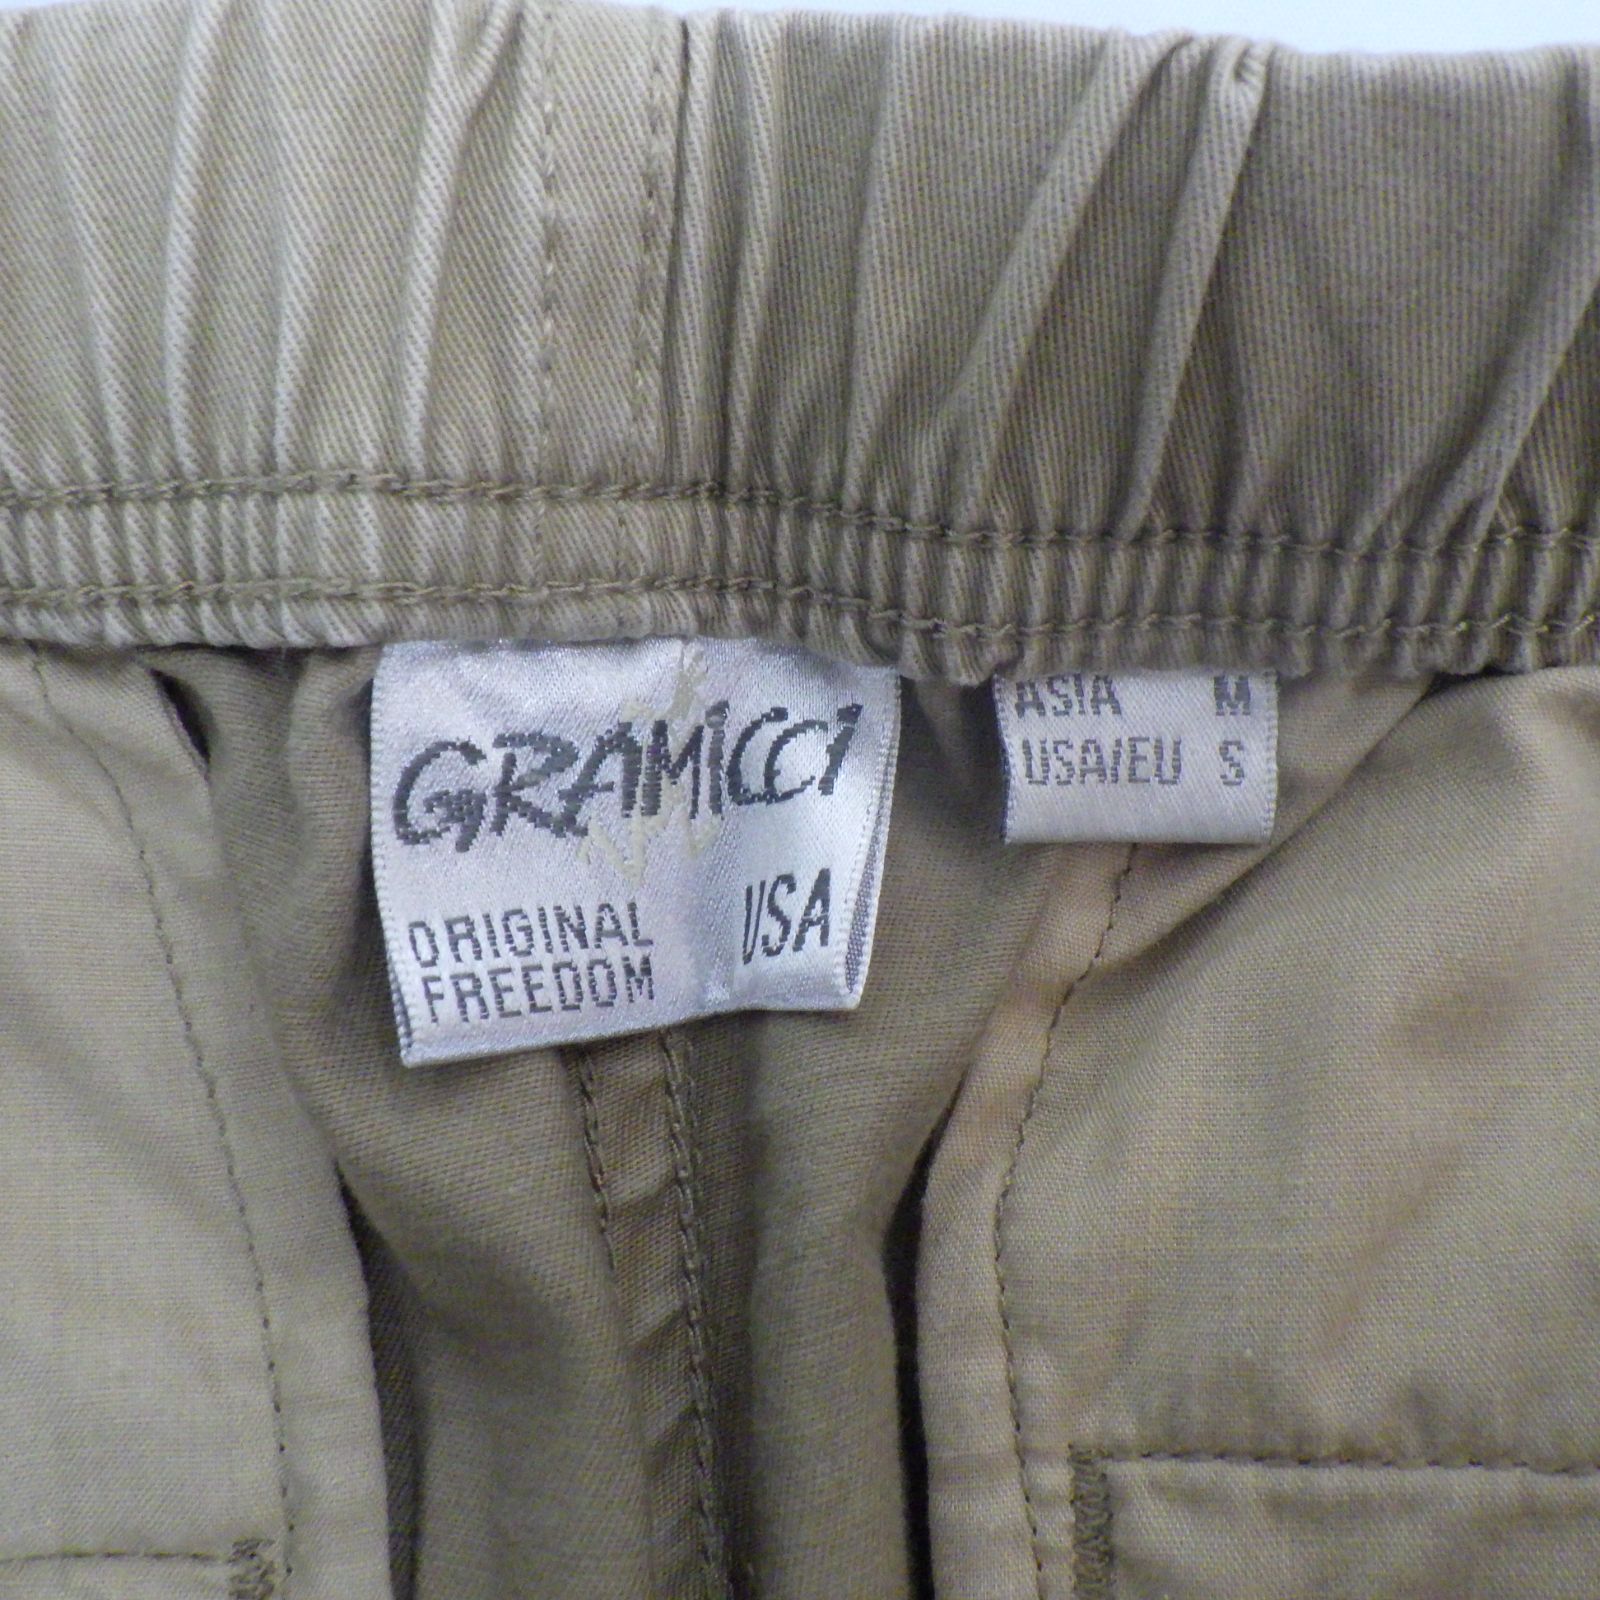 GRAMICCI
ORIGINAL
FREEDOM
USA
ASIA M
USA/EU S